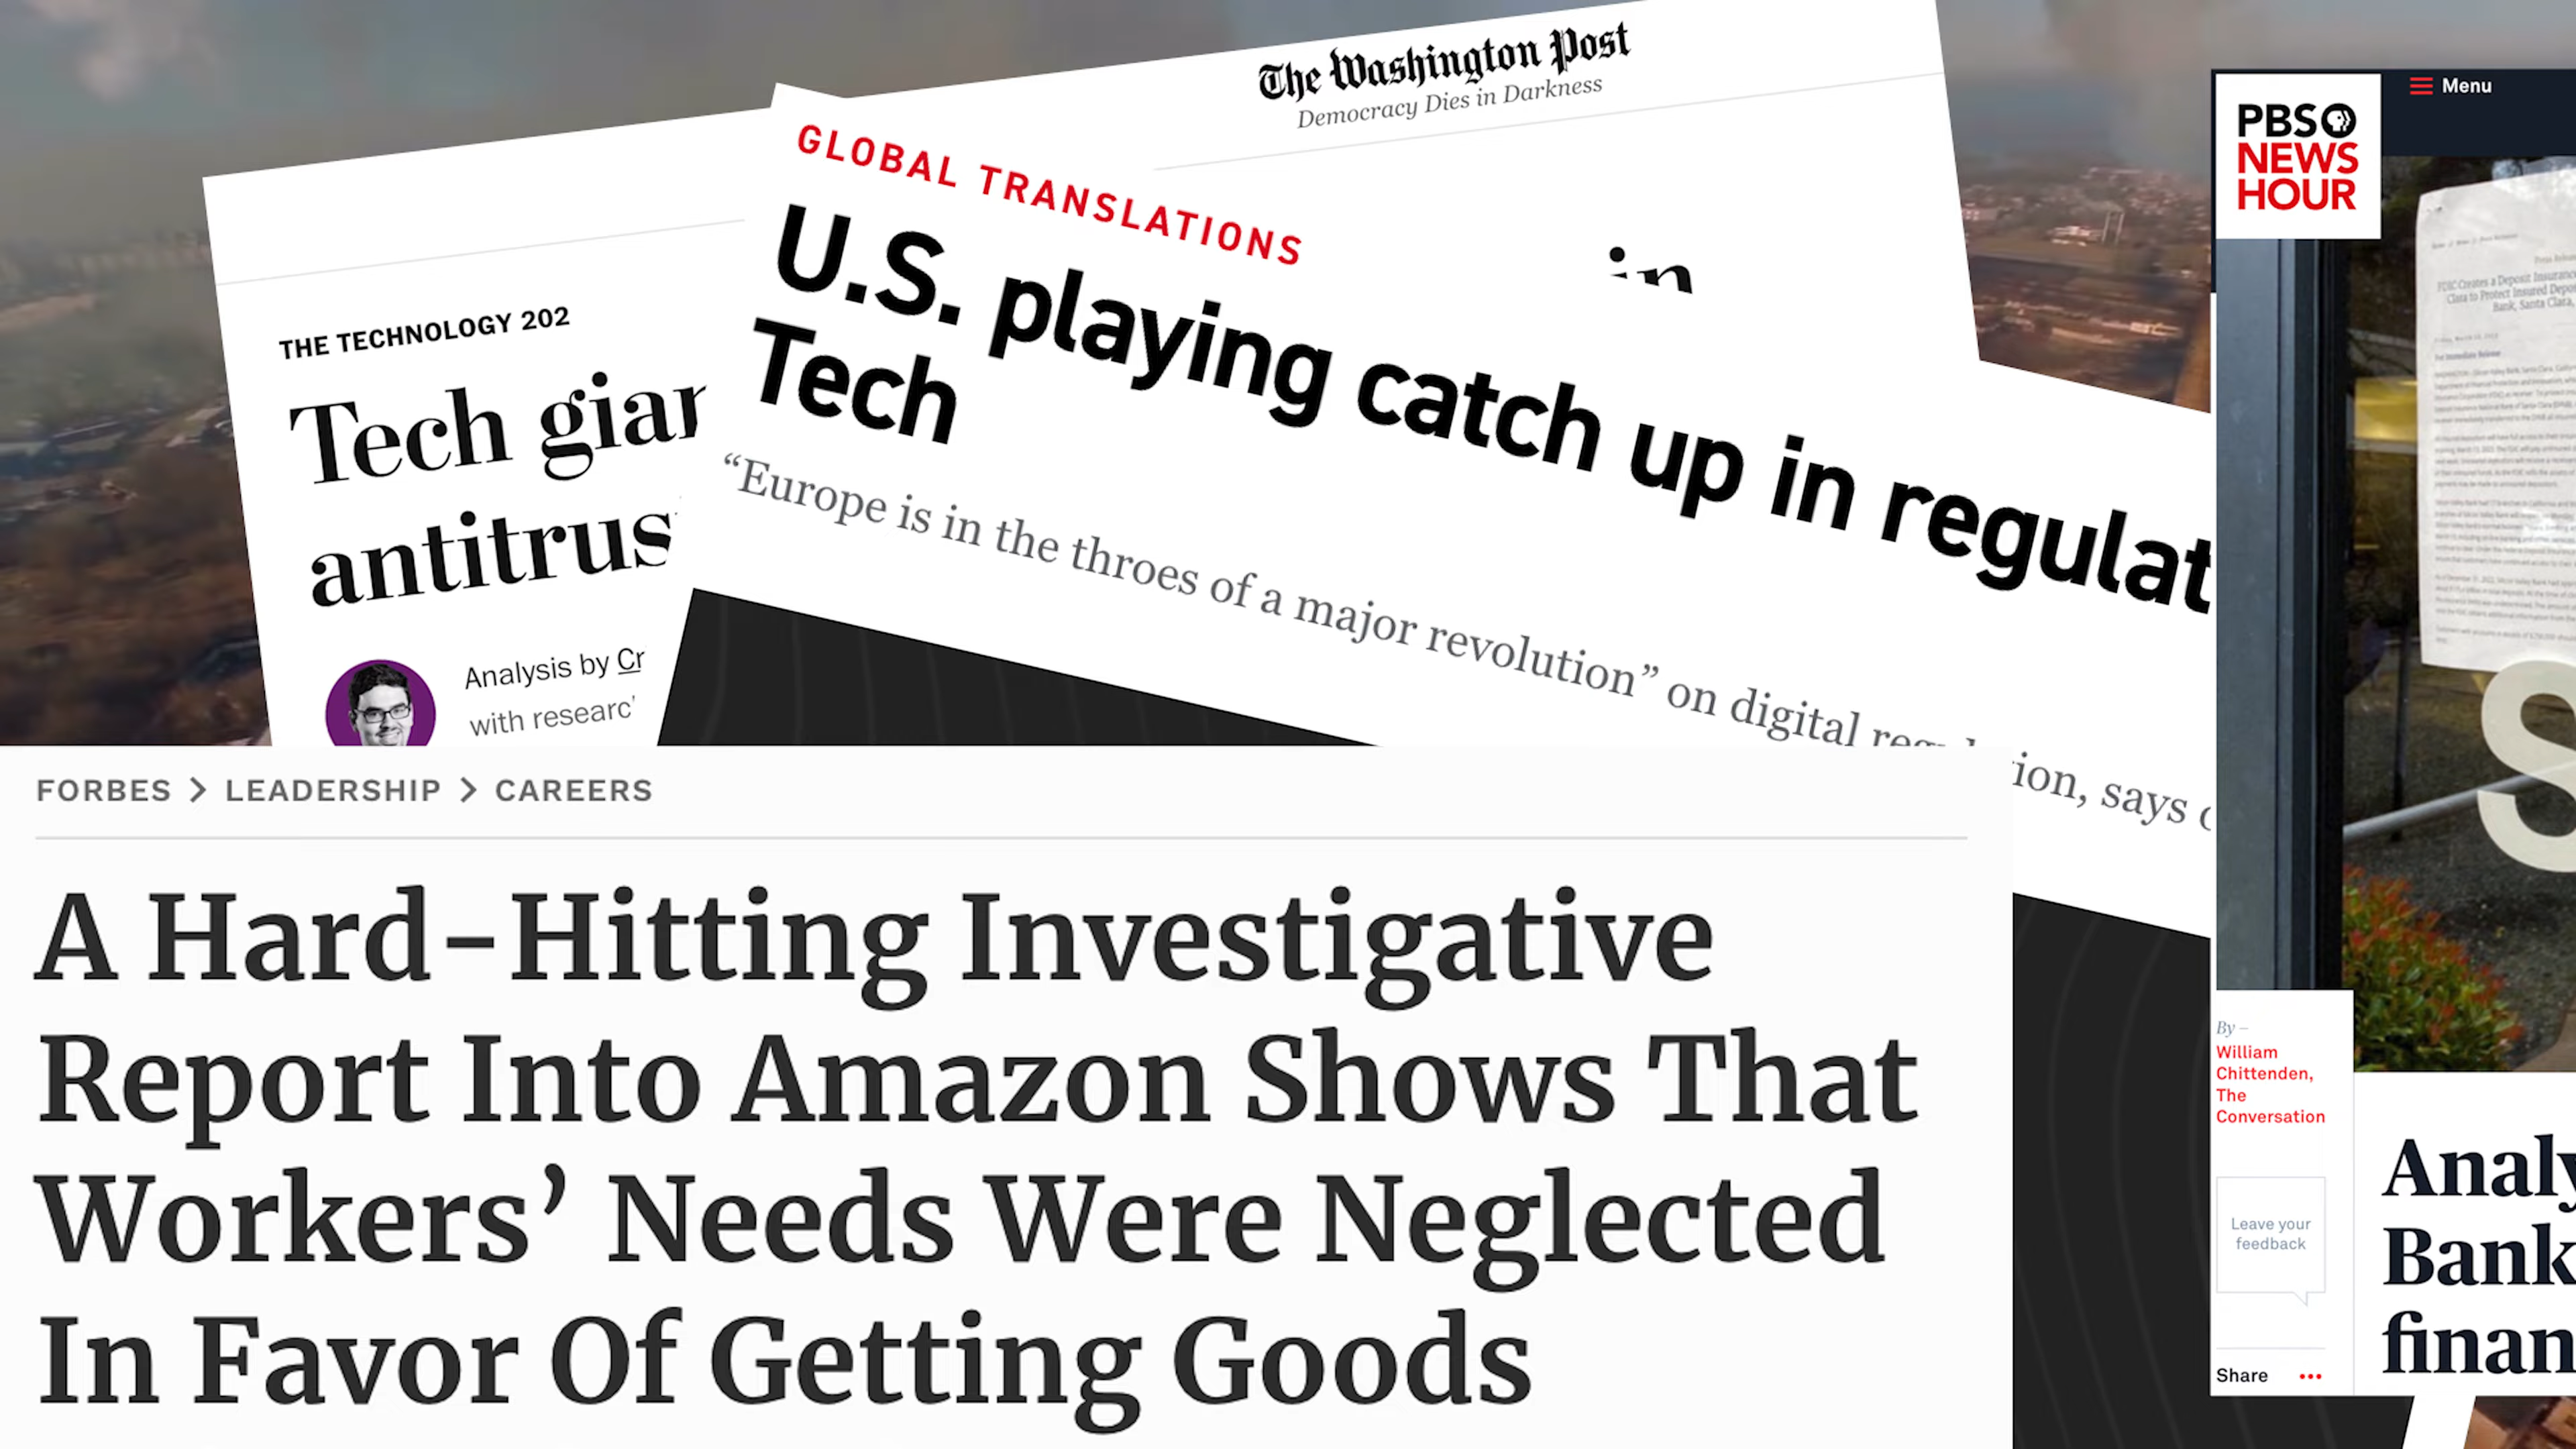 The Washington Post
Democracy Dies in Darkness
in
THE TECHNOLOGY 202
Tech
antitrus
Analysis by Cr
with researc
GLOBAL TRANSLATIONS
U.S. playing catch up in regulat
Tech
“Europe is in the throes of a major revolution” on digital
says
FORBES > LEADERSHIP > CAREERS
A Hard-Hitting Investigative
Report Into Amazon Shows That
Workers’ Needs Were Neglected
In Favor Of Getting Goods
PBS
NEWS
HOUR
Menu
S
By –
William
Chittenden,
The
Conversation
Leave your
feedback
Share
Analy
Bank
finan